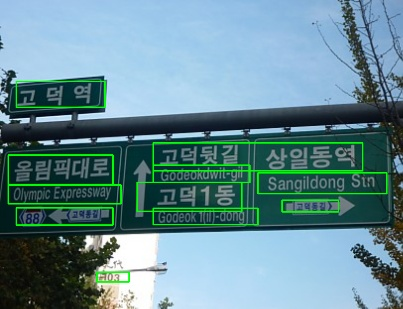 고덕역
올림픽대로
Olympic Expressway
88 고덕동길
고덕뒷길
Godeokdwit-gil
고덕1동
Godeok 1(il)-dong
상일동역
Sangildong Stn
고덕동길
103